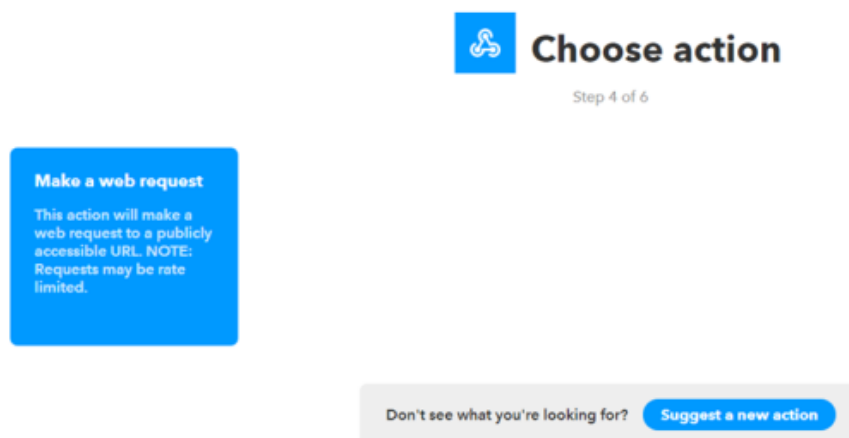 Choose action
Step 4 of 6
Make a web request
This action will make a
web request to a publicly
accessible URL. NOTE:
Requests may be rate
limited.
Don't see what you're looking for?
Suggest a new action